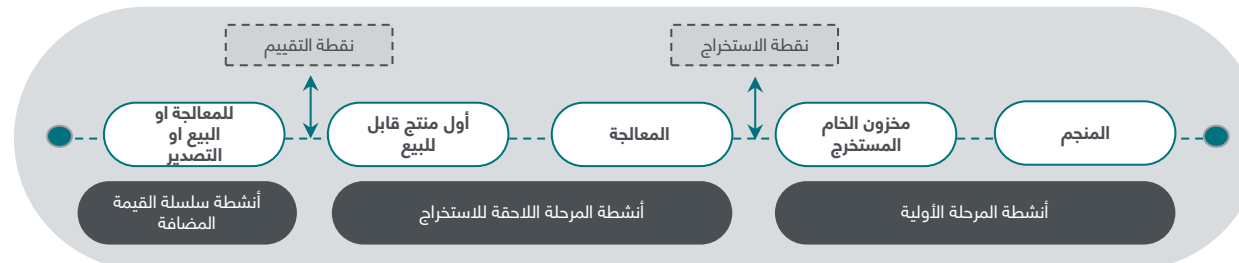 نقطة الاستخراج
نقطة التقييم
المنجم
مخزون الخام
المستخرج
المعالجة
أول منتج قابل
للبيع
للمعالجة او
البيع او
التصدير
أنشطة المرحلة الأولية
أنشطة المرحلة اللاحقة للاستخراج
أنشطة سلسلة القيمة
المضافة